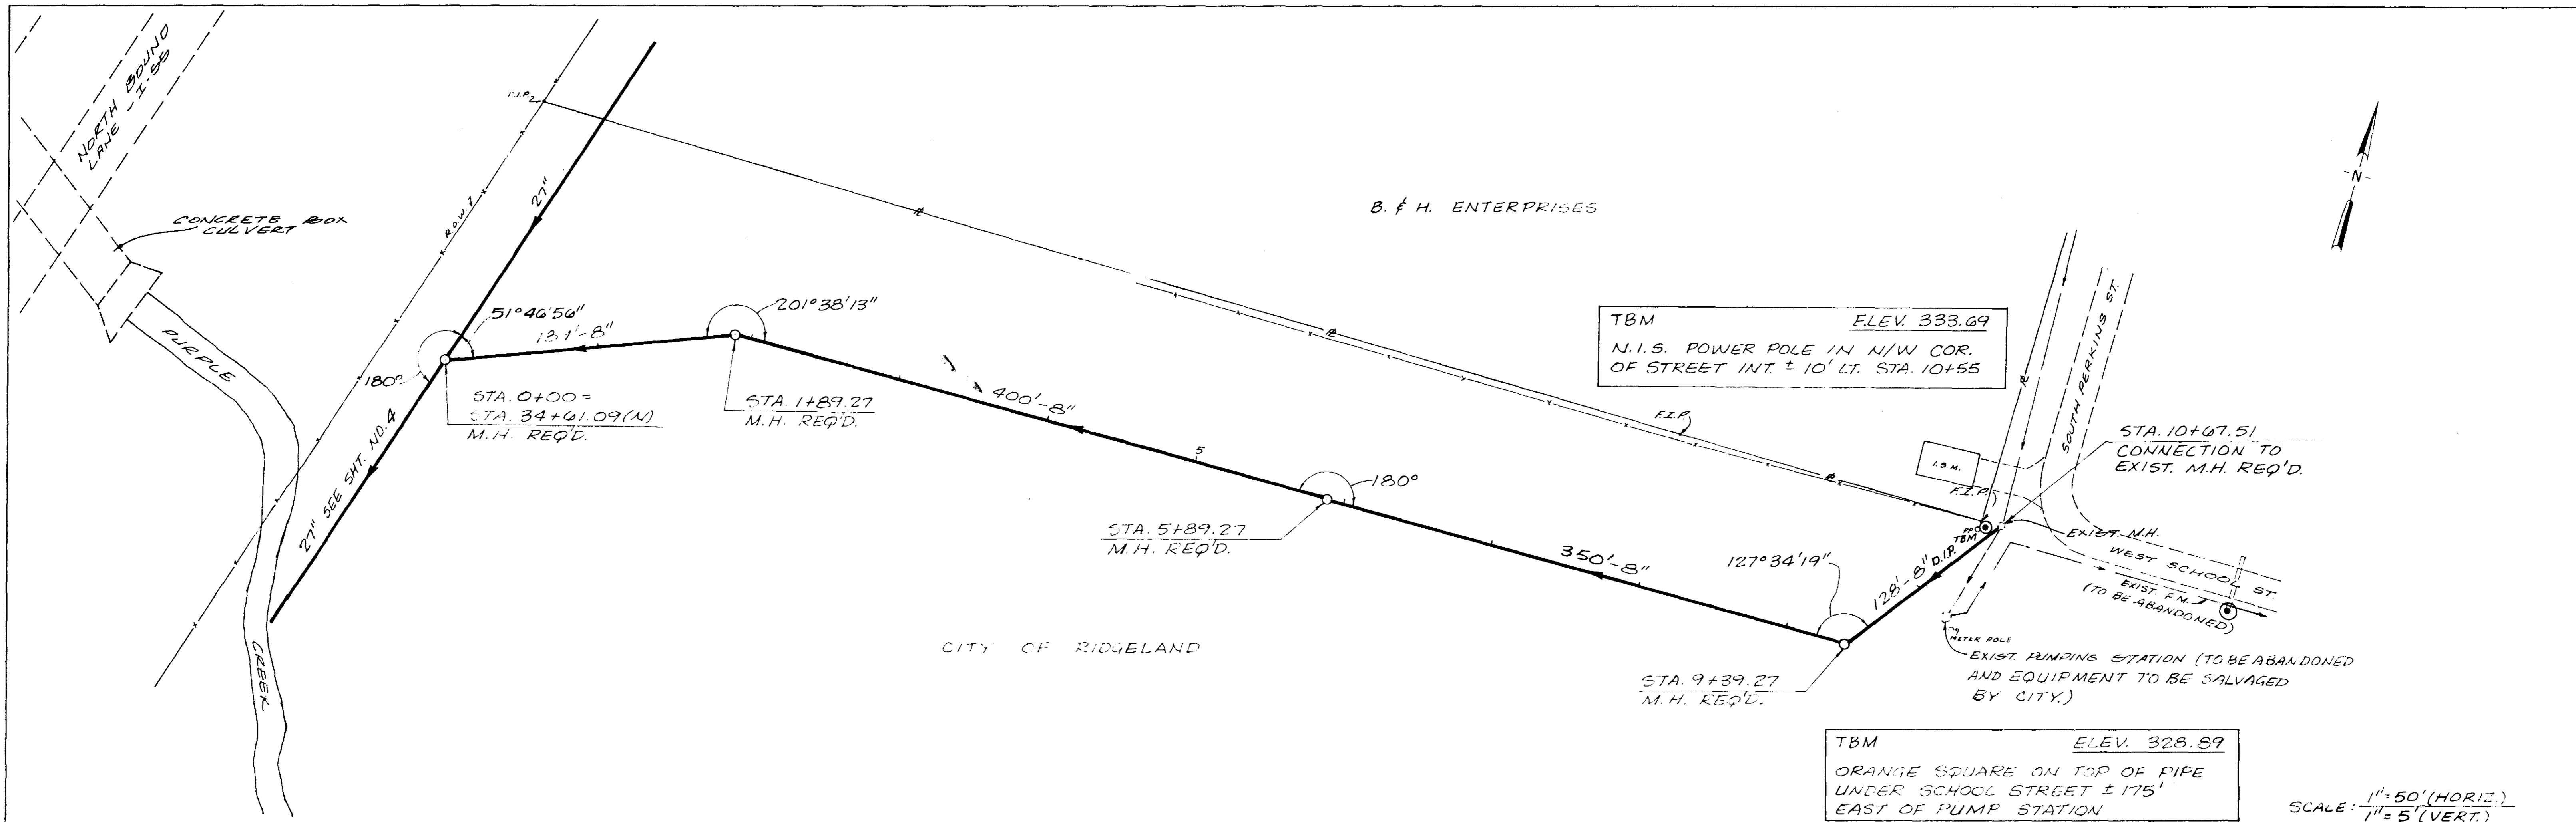 NORTH BOUND
LANE - I-55
CONCRETE BOX
CULVERT
PURPLE
CREEK
F.I.P.
R.O.W.
27"
51°46'56"
180°
STA. 0+00 =
STA. 34+61.09(N)
M.H. REQ'D.
27" SEE SHT. NO. 4
201°38'13"
STA. 1+89.27
M.H. REQ'D.
400'-8"
5
180°
STA. 5+89.27
M.H. REQ'D.
B. & H. ENTERPRISES
CITY OF RIDGELAND
350'-8"
127°34'19"
STA. 9+39.27
M.H. REQ'D.
128'-8" D.I.P.
TBM ELEV. 333.69
N.I.S. POWER POLE IN N/W COR.
OF STREET INT. ± 10' LT. STA. 10+55
F.I.P.
I.S.M.
F.I.P.
PP
TBM
SOUTH PERKINS ST.
N
STA. 10+67.51
CONNECTION TO
EXIST. M.H. REQ'D.
EXIST. M.H.
WEST SCHOOL ST.
EXIST. F.M.
(TO BE ABANDONED)
METER POLE
EXIST. PUMPING STATION (TO BE ABANDONED
AND EQUIPMENT TO BE SALVAGED
BY CITY.)
TBM ELEV. 328.89
ORANGE SQUARE ON TOP OF PIPE
UNDER SCHOOL STREET ± 175'
EAST OF PUMP STATION
SCALE: 1"=50' (HORIZ.)
1"=5' (VERT.)